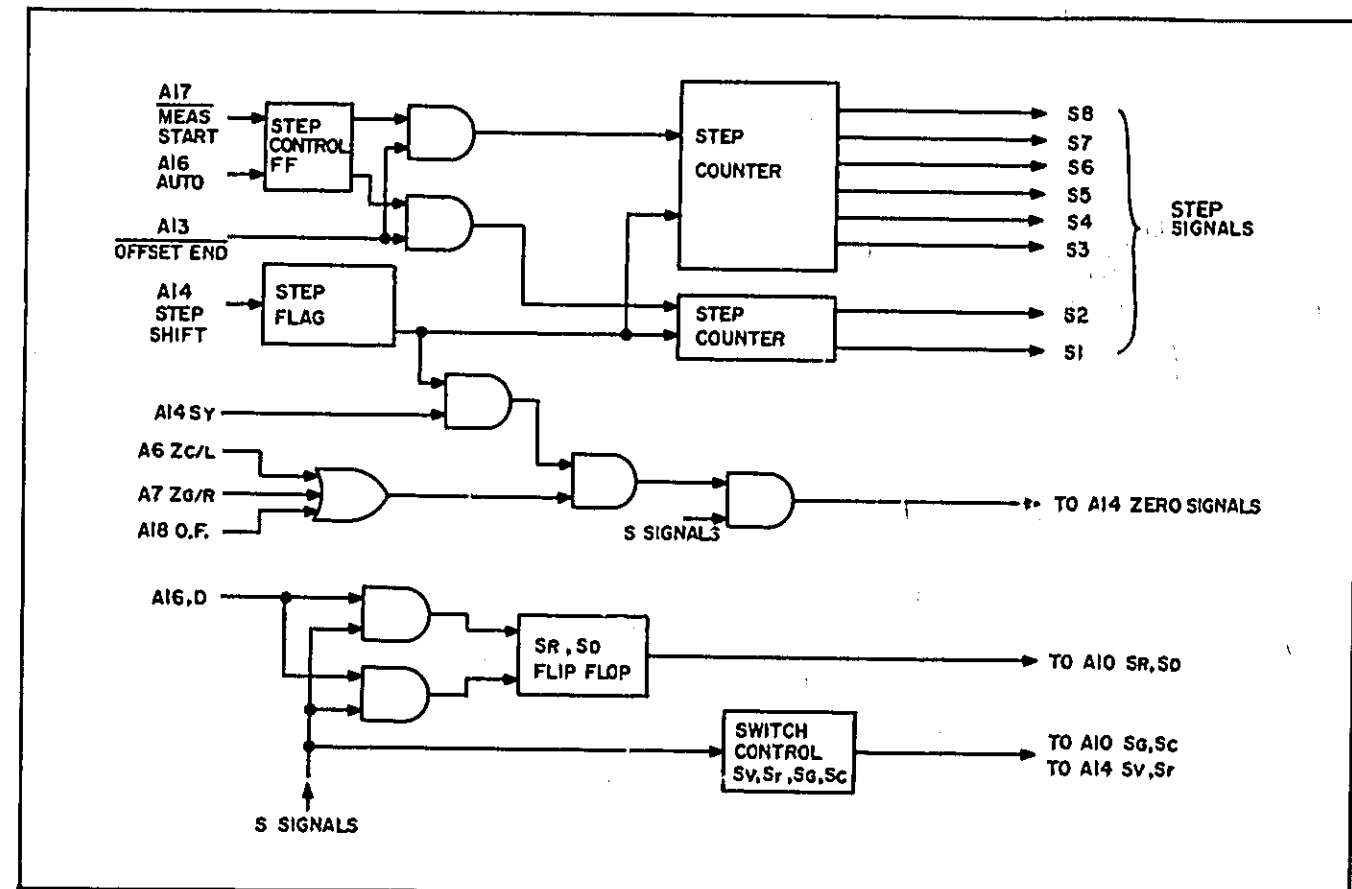 A17
MEAS
START
A16
AUTO
A13
OFFSET END
A14
STEP
SHIFT
STEP
CONTROL
FF
STEP
FLAG
STEP
COUNTER
STEP
COUNTER
S8
S7
S6
S5
S4
S3
S2
S1
STEP
SIGNALS
A14 SY
A6 ZC/L
A7 ZG/R
A18 O.F.
S SIGNALS
TO A14 ZERO SIGNALS
A16,D
SR, SD
FLIP FLOP
TO A10 SR,SD
SWITCH
CONTROL
SV,Sr,SG,SC
TO A10 SG,SC
TO A14 SV,Sr
S SIGNALS